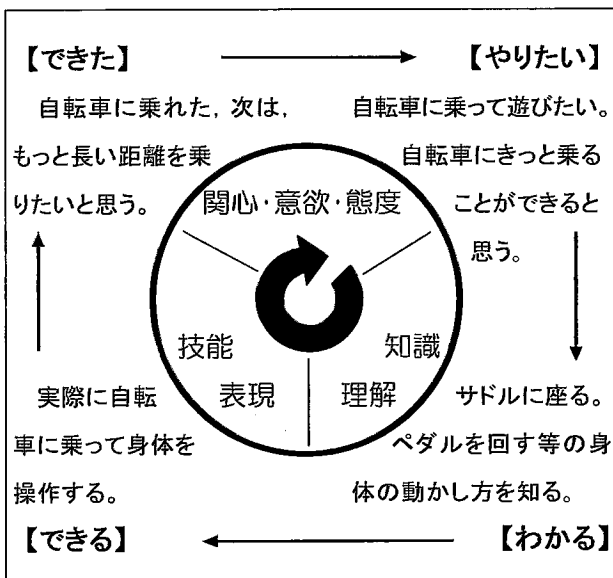 【できた】
【やりたい】
自転車に乗れた, 次は,
もっと長い距離を乗
りたいと思う。
自転車に乗って遊びたい。
自転車にきっと乗る
ことができると
思う。
関心・意欲・態度
技能
表現
知識
理解
実際に自転
車に乗って身体を
操作する。
サドルに座る。
ペダルを回す等の身
体の動かし方を知る。
【できる】
【わかる】